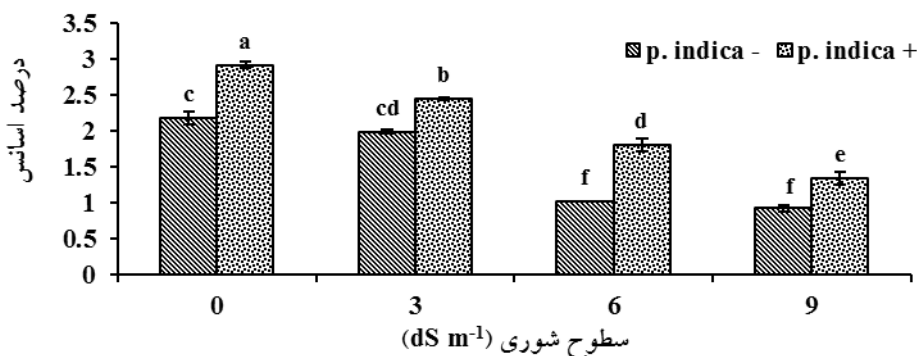 درصد اسانس
3.5
3
2.5
2
1.5
1
0.5
0
p. indica -
p. indica +
c
a
cd
b
f
d
f
e
0
3
6
9
سطوح شوری (dS m⁻¹)